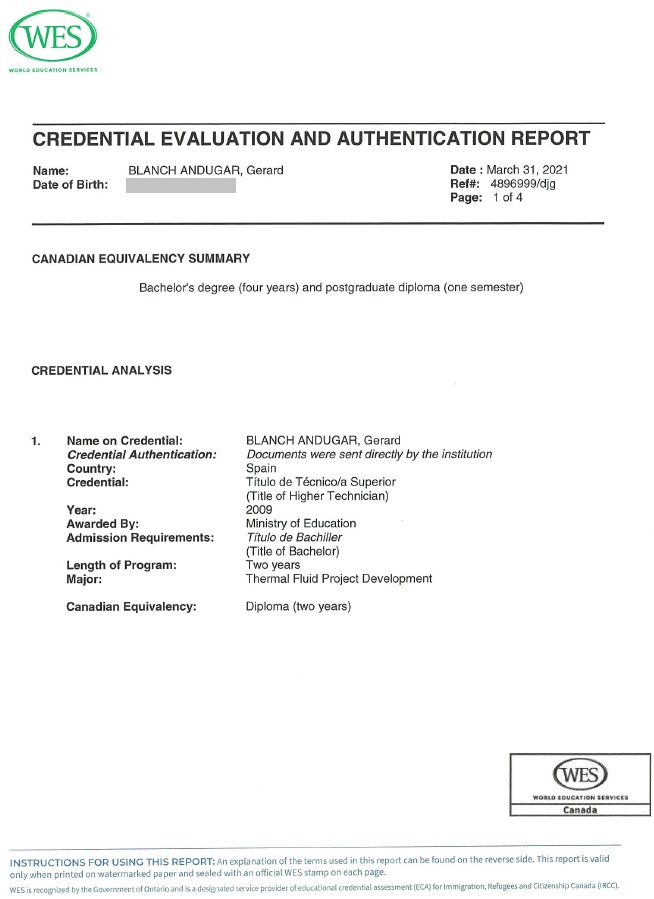 WES
WORLD EDUCATION SERVICES
CREDENTIAL EVALUATION AND AUTHENTICATION REPORT
Name: BLANCH ANDUGAR, Gerard
Date : March 31, 2021
Date of Birth:
Ref#: 4896999/djg
Page: 1 of 4
CANADIAN EQUIVALENCY SUMMARY
Bachelor's degree (four years) and postgraduate diploma (one semester)
CREDENTIAL ANALYSIS
1. Name on Credential: BLANCH ANDUGAR, Gerard
Credential Authentication: Documents were sent directly by the institution
Country: Spain
Credential: Título de Técnico/a Superior
(Title of Higher Technician)
Year: 2009
Awarded By: Ministry of Education
Admission Requirements: Título de Bachiller
(Title of Bachelor)
Length of Program: Two years
Major: Thermal Fluid Project Development
Canadian Equivalency: Diploma (two years)
WES
WORLD EDUCATION SERVICES
Canada
INSTRUCTIONS FOR USING THIS REPORT: An explanation of the terms used in this report can be found on the reverse side. This report is valid
only when printed on watermarked paper and sealed with an official WES stamp on each page.
WES is recognized by the Government of Ontario and is a designated service provider of educational credential assessment (ECA) for Immigration, Refugees and Citizenship Canada (IRCC).